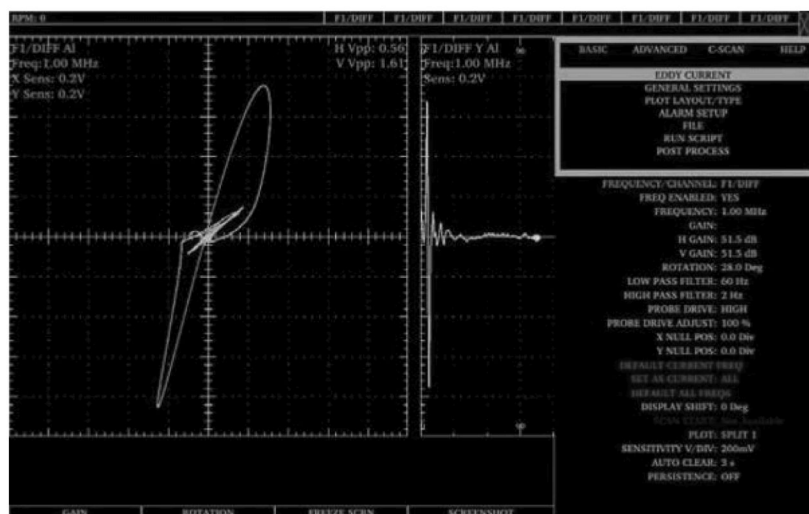 RPM: 0
F1/DIFF F1/DIFF F1/DIFF F1/DIFF F1/DIFF F1/DIFF F1/DIFF F1/DIFF
F1/DIFF Al
Freq:1.00 MHz
X Sens: 0.2V
Y Sens: 0.2V
H Vpp: 0.56
V Vpp: 1.61
F1/DIFF Y Al
Freq:1.00 MHz
Sens: 0.2V
BASIC ADVANCED C-SCAN HELP
EDDY CURRENT
GENERAL SETTINGS
PLOT LAYOUT/TYPE
ALARM SETUP
FILE
RUN SCRIPT
POST PROCESS
FREQUENCY/CHANNEL: F1/DIFF
FREQ ENABLED: YES
FREQUENCY: 1.00 MHz
GAIN:
H GAIN: 51.5 dB
V GAIN: 51.5 dB
ROTATION: 28.0 Deg
LOW PASS FILTER: 60 Hz
HIGH PASS FILTER: 2 Hz
PROBE DRIVE: HIGH
PROBE DRIVE ADJUST: 100 %
X NULL POS: 0.0 Div
Y NULL POS: 0.0 Div
DEFAULT CURRENT FREQ
SET AS CURRENT: ALL
DEFAULT ALL FREQS
DISPLAY SHIFT: 0 Deg
SCAN START: Not Available
PLOT: SPLIT 1
SENSITIVITY V/DIV: 200mV
AUTO CLEAR: 3 s
PERSISTENCE: OFF
GAIN ROTATION FREEZE SCRN SCREENSHOT